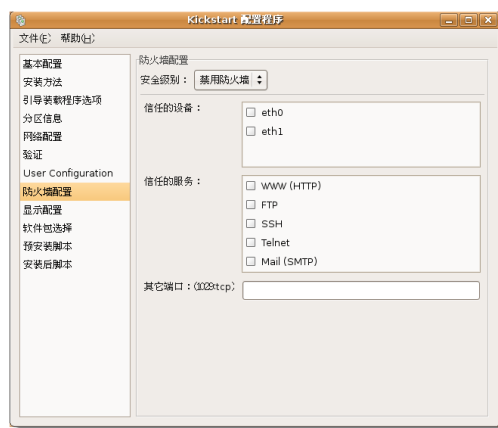 Kickstart 配置程序
文件(F) 帮助(H)
基本配置
安装方法
引导装载程序选项
分区信息
网络配置
验证
User Configuration
防火墙配置
显示配置
软件包选择
预安装脚本
安装后脚本
防火墙配置
安全级别： 禁用防火墙
信任的设备：
eth0
eth1
信任的服务：
WWW (HTTP)
FTP
SSH
Telnet
Mail (SMTP)
其它端口：(1029:tcp)